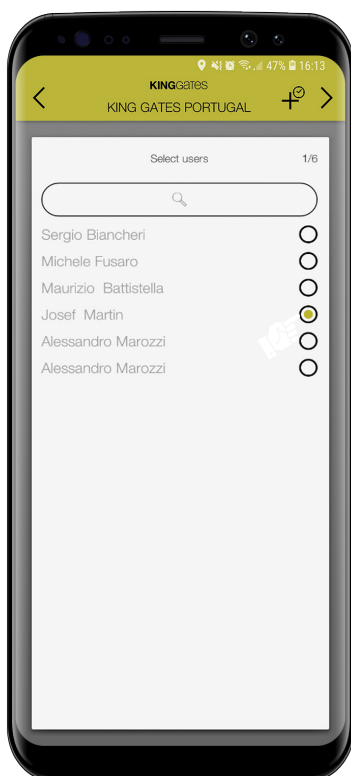 47% 16:13
KINGGATES
KING GATES PORTUGAL
Select users 1/6
Sergio Biancheri
Michele Fusaro
Maurizio Battistella
Josef Martin
Alessandro Marozzi
Alessandro Marozzi